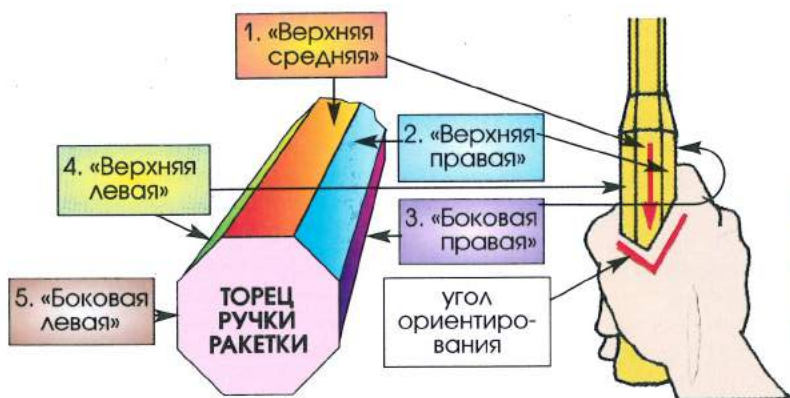 1. «Верхняя
средняя»
2. «Верхняя
правая»
4. «Верхняя
левая»
3. «Боковая
правая»
5. «Боковая
левая»
ТОРЕЦ
РУЧКИ
РАКЕТКИ
угол
ориентиро-
вания